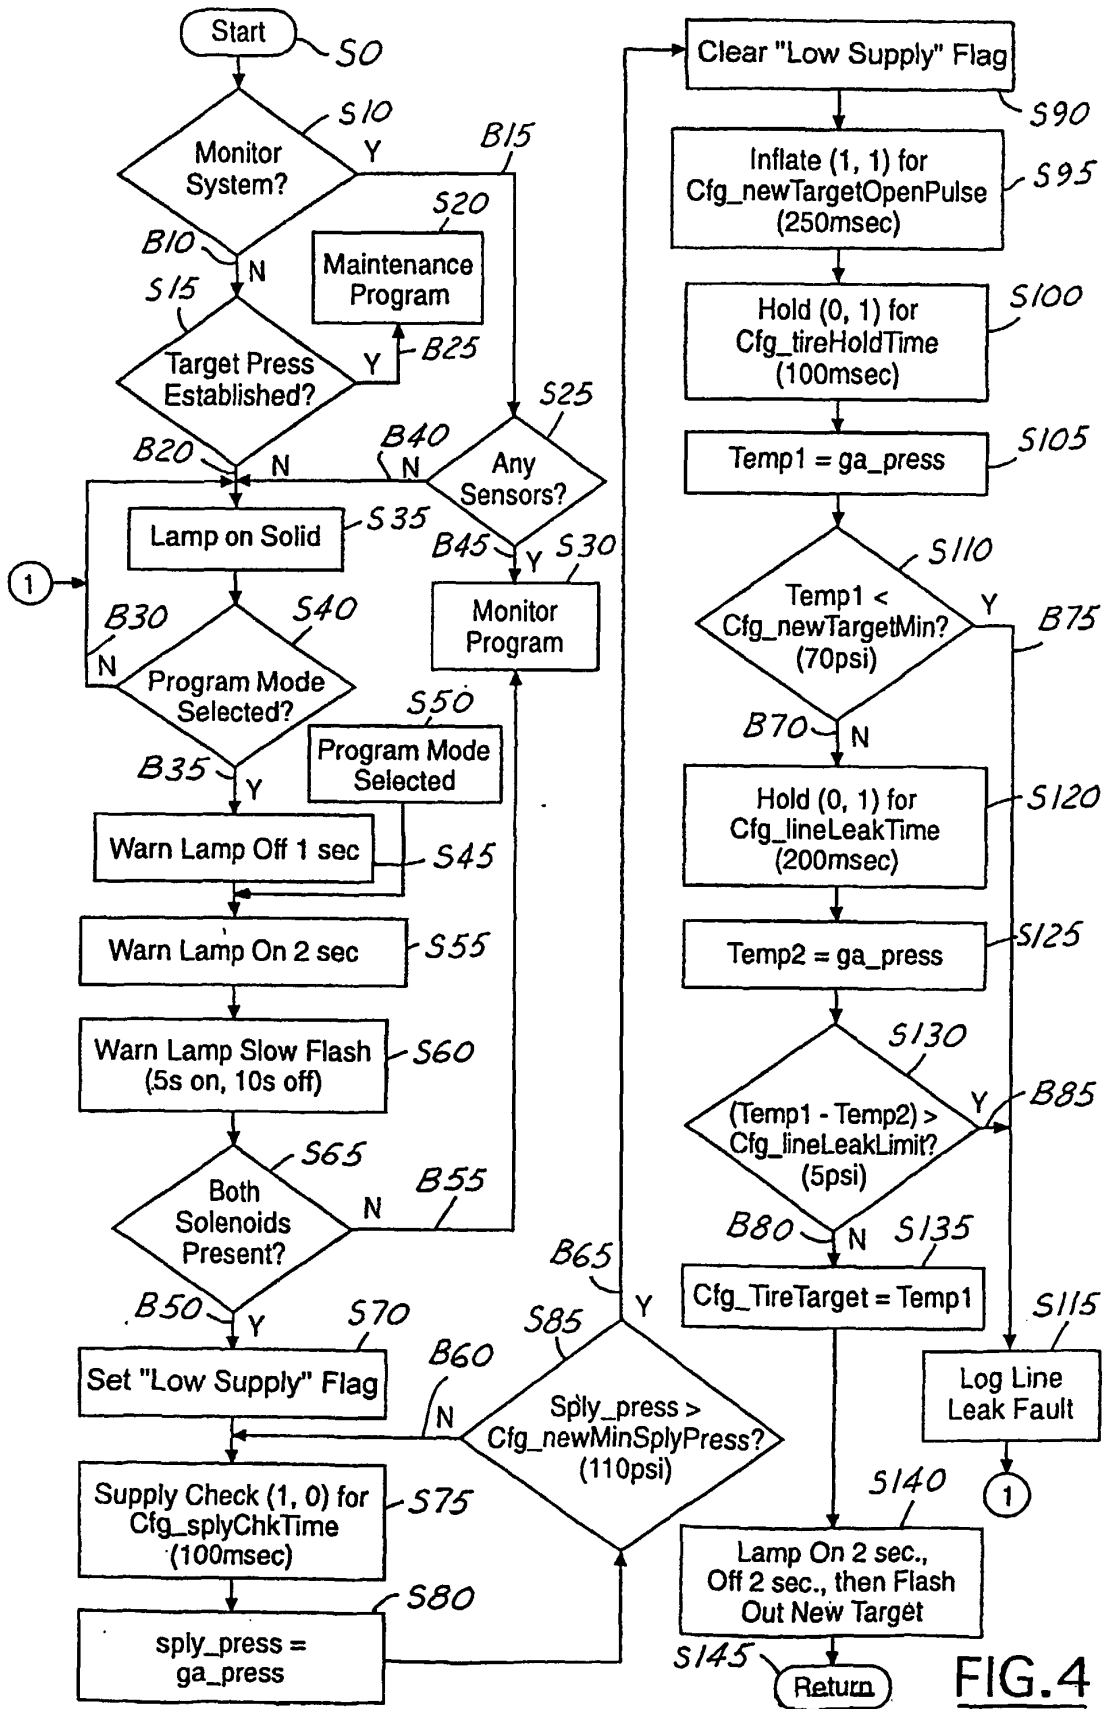 Start
S0
S10
Monitor
System?
Y
B15
B10
N
S20
Maintenance
Program
S15
Target Press
Established?
Y
B25
S25
B20
N
B40
N
Any
Sensors?
Lamp on Solid
S35
B45
Y
S30
1
B30
N
S40
Program Mode
Selected?
Monitor
Program
S50
Program Mode
Selected
B35
Y
Warn Lamp Off 1 sec
S45
Warn Lamp On 2 sec
S55
Warn Lamp Slow Flash
(5s on, 10s off)
S60
S65
Both
Solenoids
Present?
N
B55
B50
Y
S70
Set "Low Supply" Flag
B60
N
S85
B65
Y
Sply_press >
Cfg_newMinSplyPress?
(110psi)
Supply Check (1, 0) for
Cfg_splyChkTime
(100msec)
S75
S80
sply_press =
ga_press
Clear "Low Supply" Flag
S90
Inflate (1, 1) for
Cfg_newTargetOpenPulse
(250msec)
S95
Hold (0, 1) for
Cfg_tireHoldTime
(100msec)
S100
Temp1 = ga_press
S105
S110
Temp1 <
Cfg_newTargetMin?
(70psi)
Y
B75
B70
N
Hold (0, 1) for
Cfg_lineLeakTime
(200msec)
S120
Temp2 = ga_press
S125
S130
(Temp1 - Temp2) >
Cfg_lineLeakLimit?
(5psi)
Y
B85
B80
N
S135
Cfg_TireTarget = Temp1
S115
Log Line
Leak Fault
1
S140
Lamp On 2 sec.,
Off 2 sec., then Flash
Out New Target
S145
Return
FIG.4